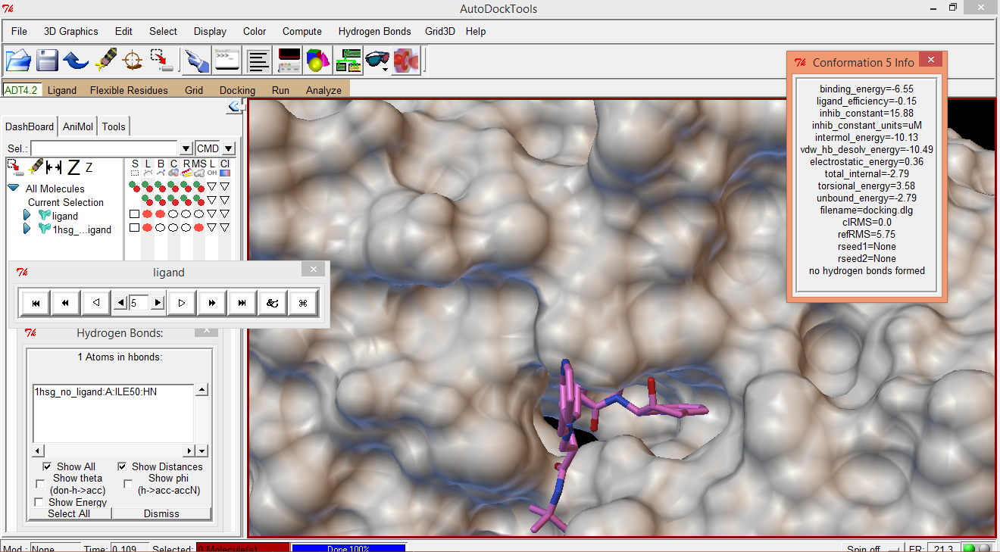 AutoDockTools
File 3D Graphics Edit Select Display Color Compute Hydrogen Bonds Grid3D Help
ADT4.2 Ligand Flexible Residues Grid Docking Run Analyze
DashBoard AniMol Tools
Sel.: CMD
Z Z S L B C R MS L Cl
OH
All Molecules
Current Selection
ligand
1hsg_...igand
ligand
5
Hydrogen Bonds:
1 Atoms in hbonds:
1hsg_no_ligand:A:ILE50:HN
Show All Show Distances
Show theta Show phi
(don-h->acc) (h->acc-accN)
Show Energy
Select All Dismiss
Conformation 5 Info
binding_energy=-6.55
ligand_efficiency=-0.15
inhib_constant=15.88
inhib_constant_units=uM
intermol_energy=-10.13
vdw_hb_desolv_energy=-10.49
electrostatic_energy=0.36
total_internal=-2.79
torsional_energy=3.58
unbound_energy=-2.79
filename=docking.dlg
clRMS=0.0
refRMS=5.75
rseed1=None
rseed2=None
no hydrogen bonds formed
Mod.: None Time: 0.109 Selected: 0 Molecule(s) Done 100% Spin off FR: 21.3